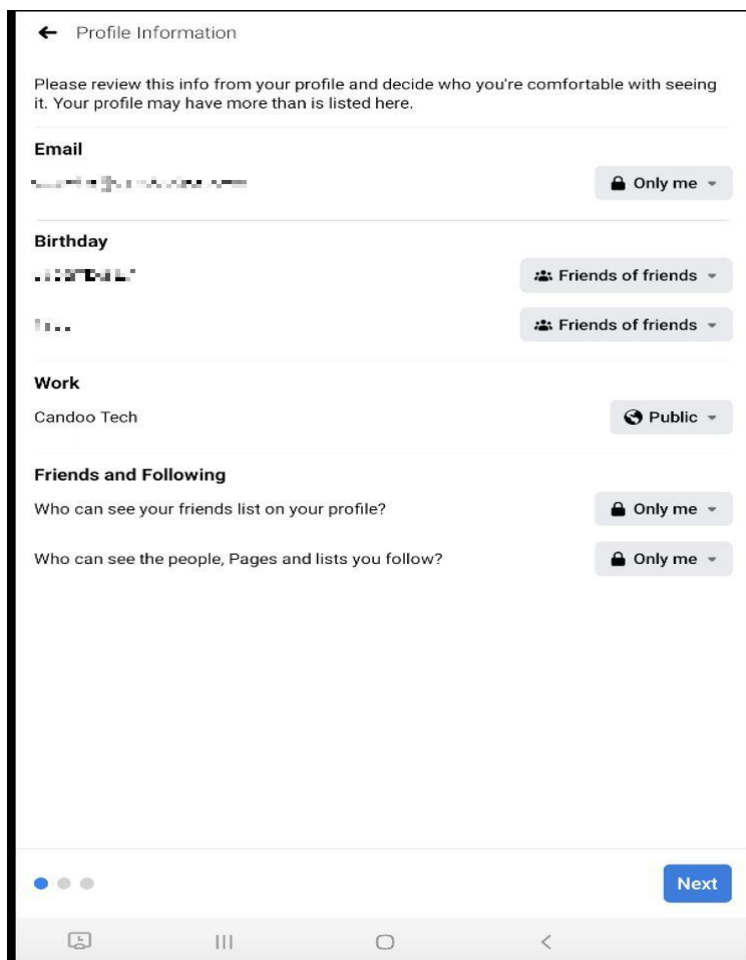 Profile Information
Please review this info from your profile and decide who you're comfortable with seeing
it. Your profile may have more than is listed here.
Email
Only me
Birthday
Friends of friends
Friends of friends
Work
Candoo Tech
Public
Friends and Following
Who can see your friends list on your profile?
Only me
Who can see the people, Pages and lists you follow?
Only me
Next